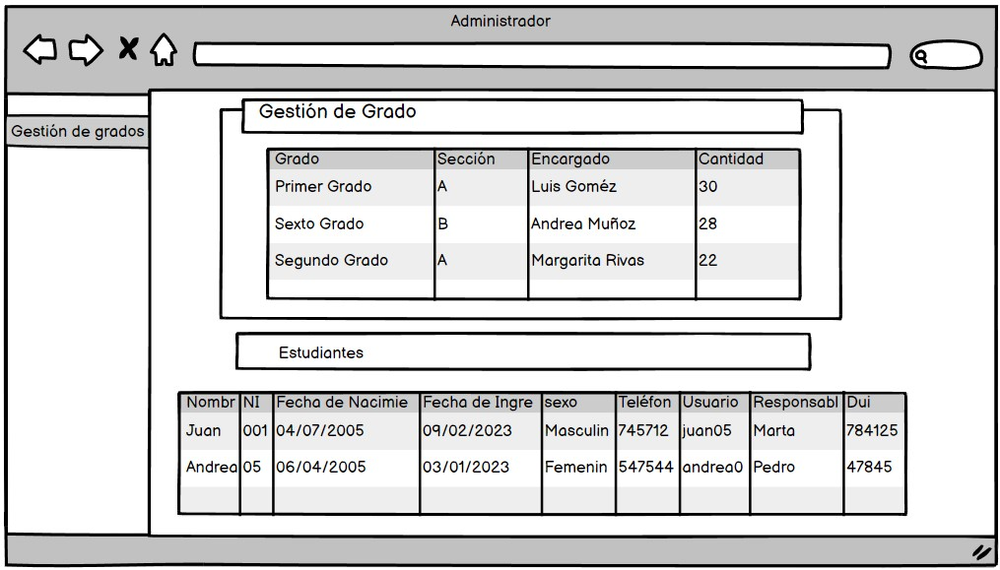 Administrador
Gestión de grados
Gestión de Grado
Grado Sección Encargado Cantidad
Primer Grado A Luis Goméz 30
Sexto Grado B Andrea Muñoz 28
Segundo Grado A Margarita Rivas 22
Estudiantes
Nombr NI Fecha de Nacimie Fecha de Ingre sexo Teléfon Usuario Responsabl Dui
Juan 001 04/07/2005 09/02/2023 Masculin 745712 juan05 Marta 784125
Andrea 05 06/04/2005 03/01/2023 Femenin 547544 andrea0 Pedro 47845